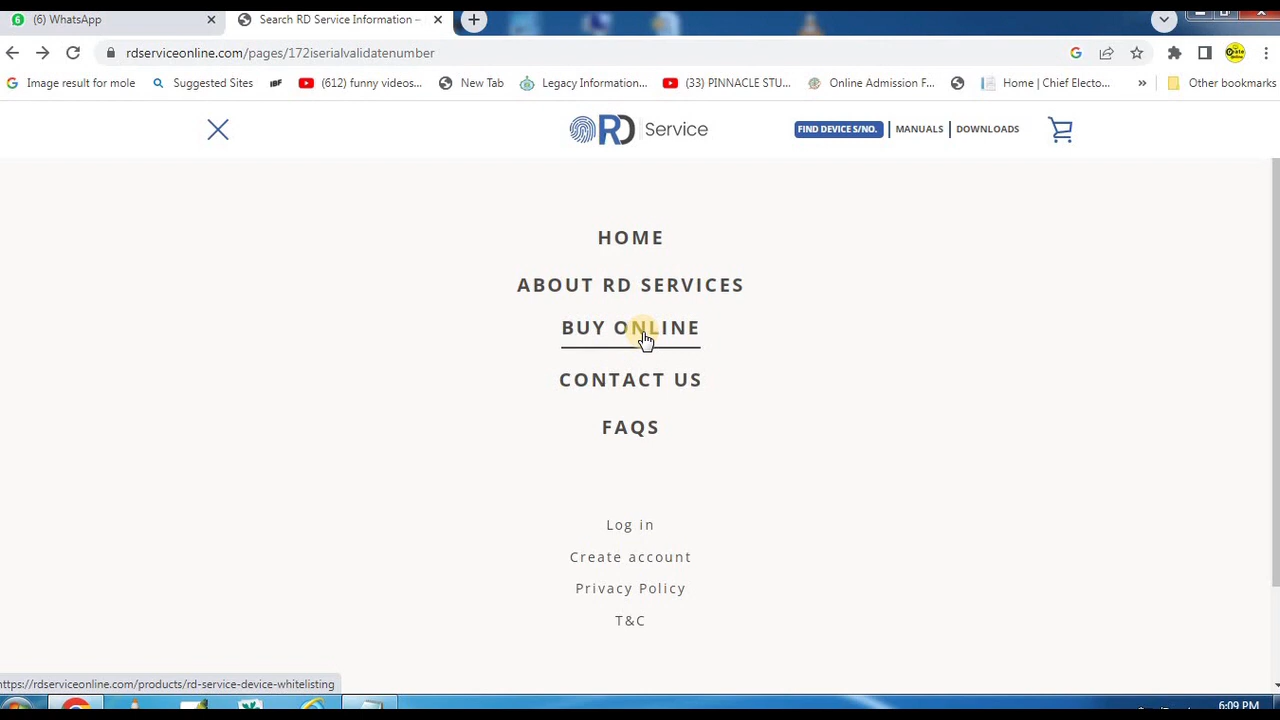 (6) WhatsApp
Search RD Service Information –
rdserviceonline.com/pages/172iserialvalidatenumber
Image result for mole
Suggested Sites
(612) funny videos...
New Tab
Legacy Information...
(33) PINNACLE STU...
Online Admission F...
Home | Chief Electo...
»
Other bookmarks
RD Service
FIND DEVICE S/NO.
MANUALS
DOWNLOADS
HOME
ABOUT RD SERVICES
BUY ONLINE
CONTACT US
FAQS
Log in
Create account
Privacy Policy
T&C
https://rdserviceonline.com/products/rd-service-device-whitelisting
6:09 PM